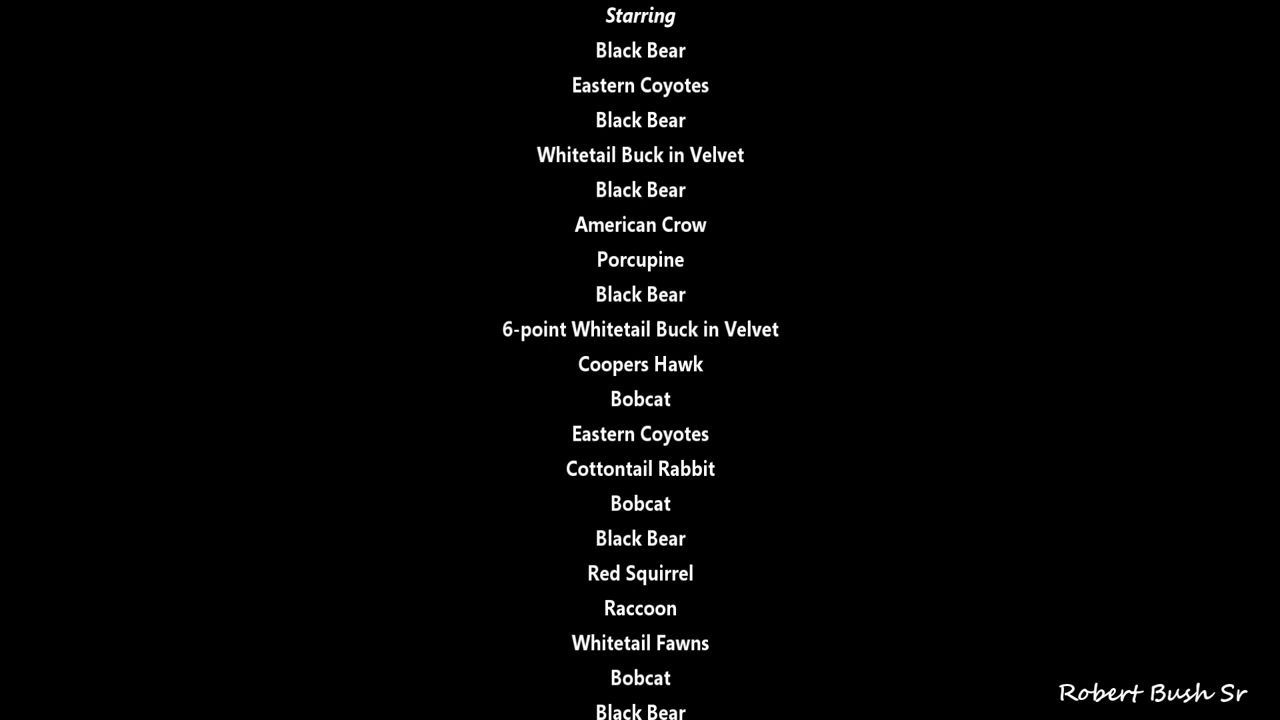 Starring
Black Bear
Eastern Coyotes
Black Bear
Whitetail Buck in Velvet
Black Bear
American Crow
Porcupine
Black Bear
6-point Whitetail Buck in Velvet
Coopers Hawk
Bobcat
Eastern Coyotes
Cottontail Rabbit
Bobcat
Black Bear
Red Squirrel
Raccoon
Whitetail Fawns
Bobcat
Black Bear
Robert Bush Sr